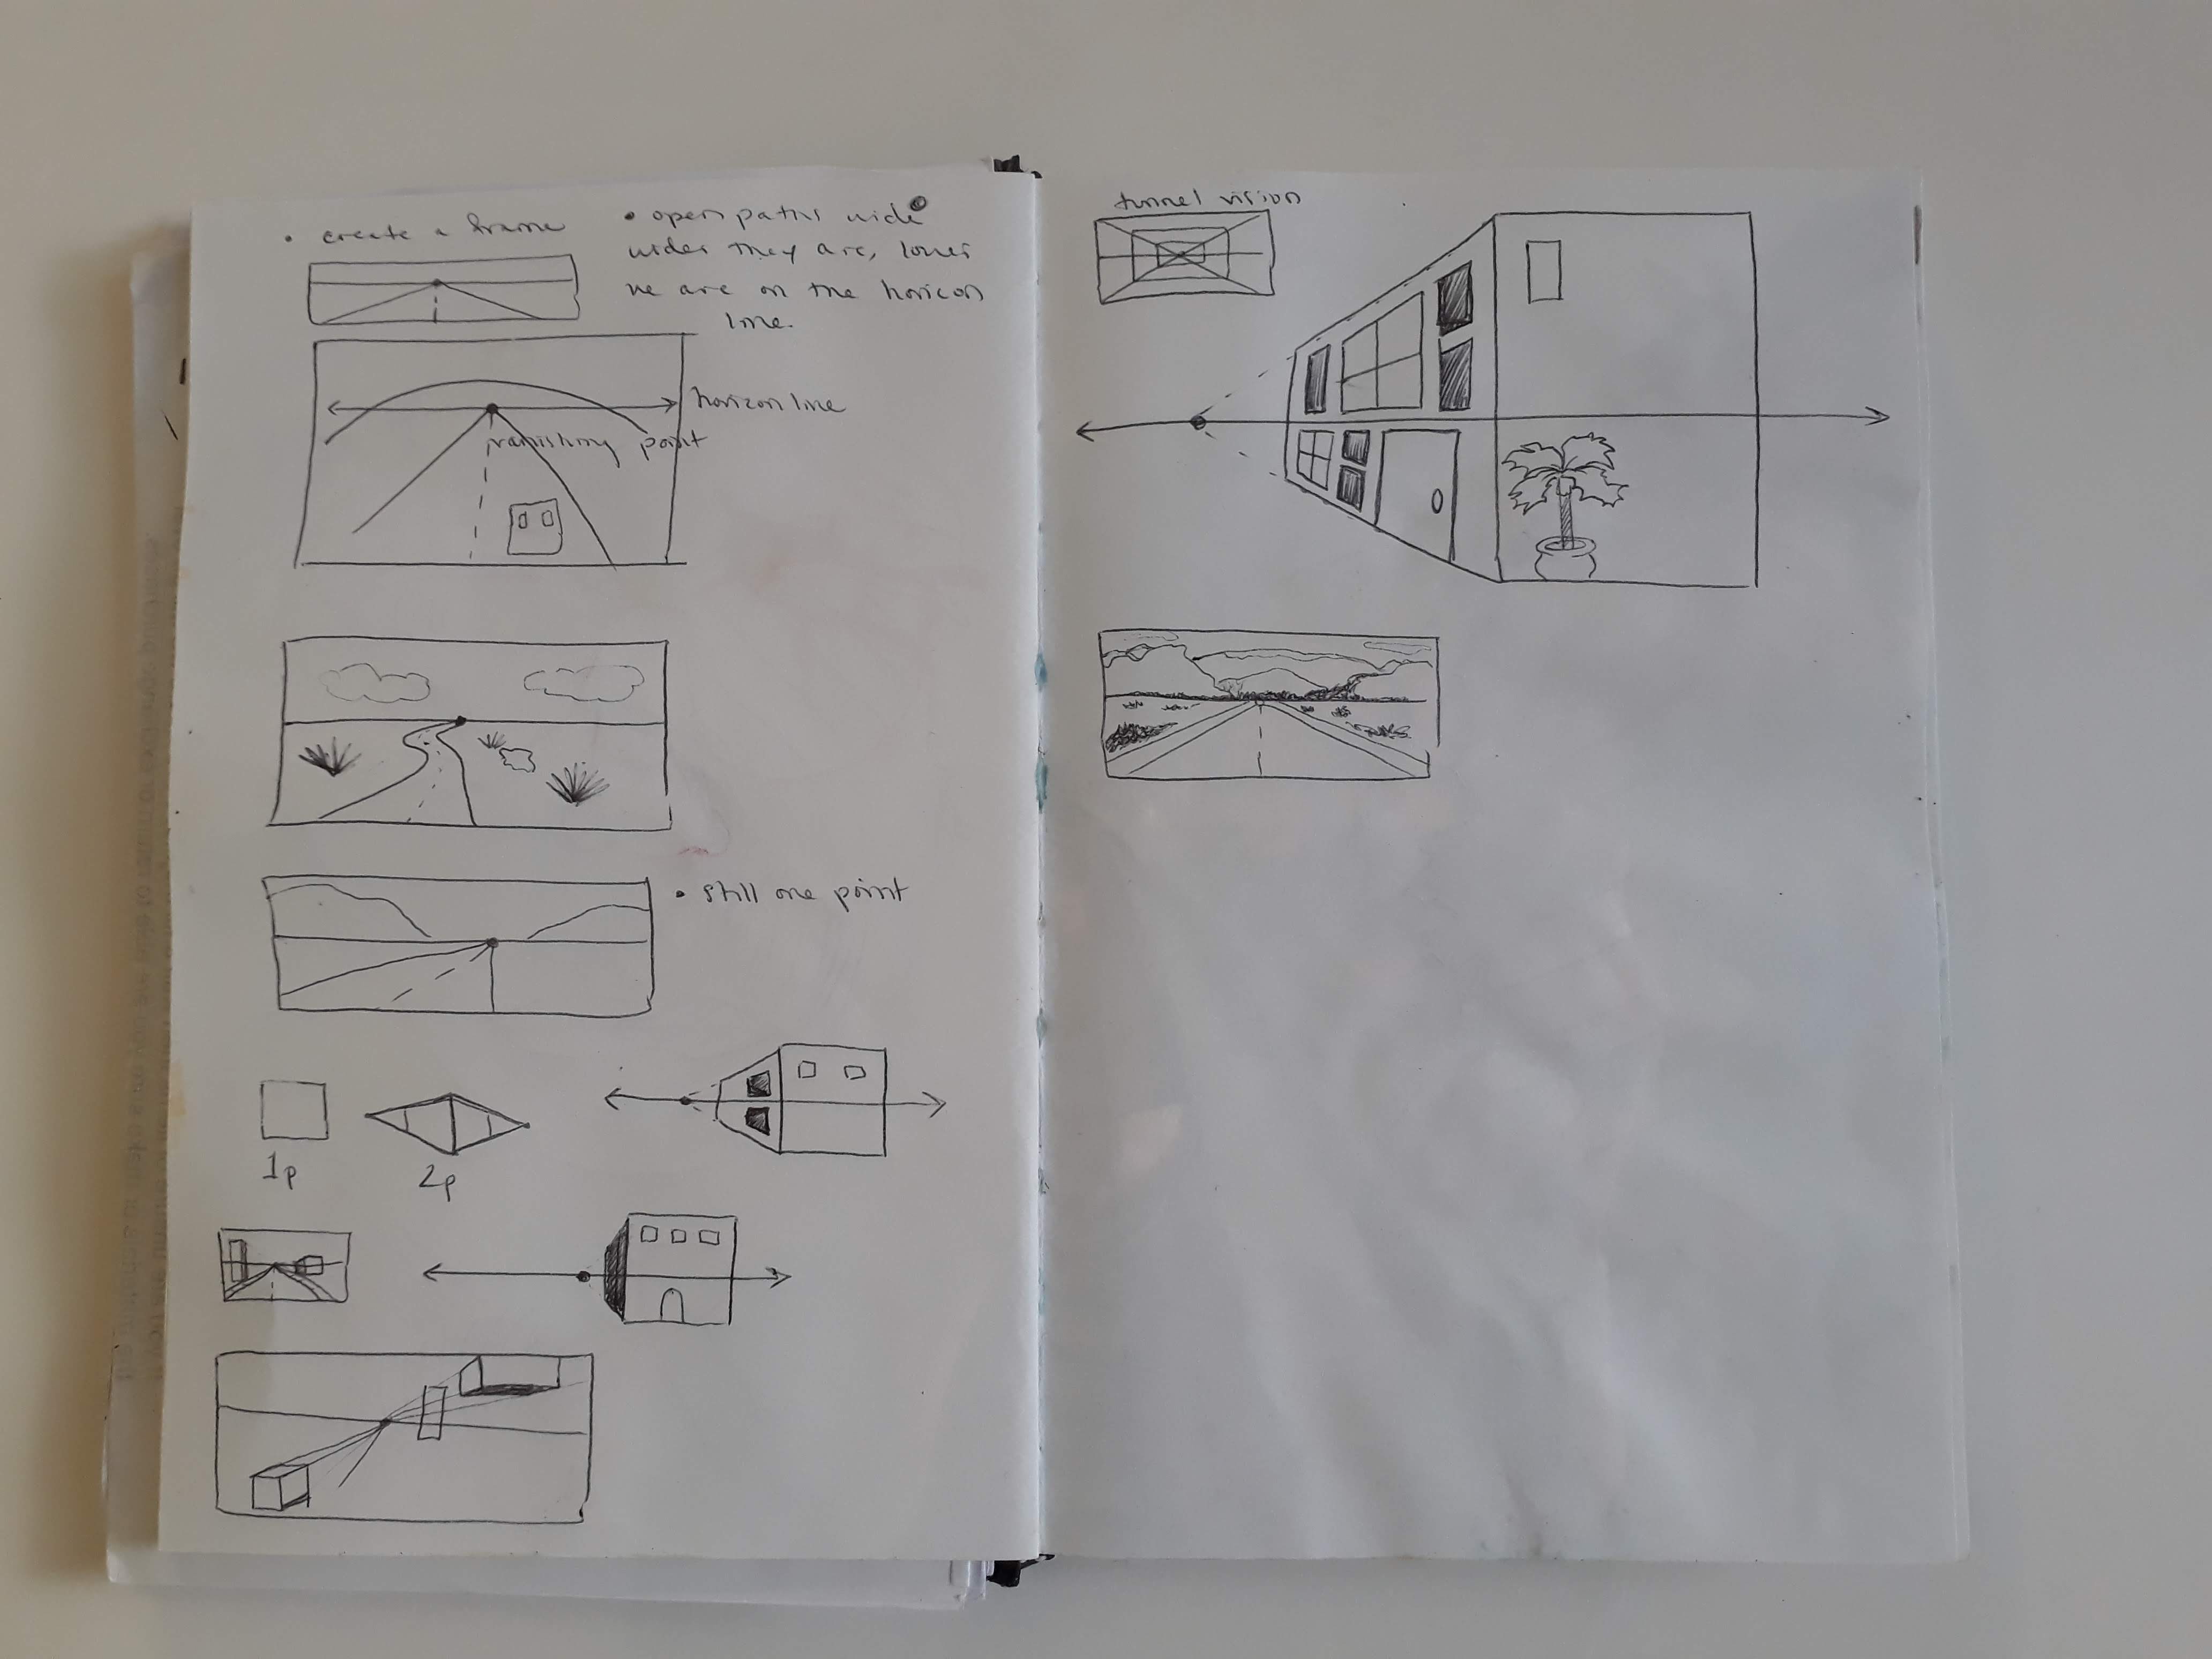 • create a frame
• open paths wide
wider they are, lower
we are on the horizon
line.
horizon line
vanishing point
• still one point
1p
2p
tunnel vision